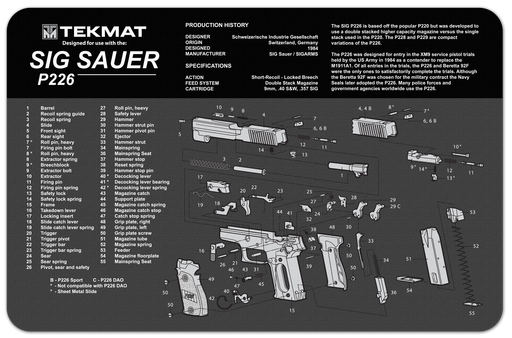 TEKMAT
Designed for use with the:
SIG SAUER
P226
PRODUCTION HISTORY
DESIGNER Schweizerische Industrie Gesellschaft
ORIGIN Switzerland, Germany
DESIGNED 1984
MANUFACTURER Sig Sauer / SIGARMS
SPECIFICATIONS
ACTION Short-Recoil - Locked Breech
FEED SYSTEM Double Stack Magazine
CARTRIDGE 9mm, .40 S&W, .357 SIG
The SIG P226 is based off the popular P220 but was developed to
use a double stacked higher capacity magazine versus the single
stack used in the P220. The P228 and P229 are compact
variations of the P226.
The P226 was designed for entry in the XM9 service pistol trials
held by the US Army in 1984 as a contender to replace the
M1911A1. Of all entries in the trials, the P226 and Beretta 92F
were the only ones to satisfactorily complete the trials. Although
the Beretta 92F was chosen for the military contract the Navy
Seals later adopted the P226. Many police forces and
government agencies worldwide use the P226.
1 Barrel
2 Recoil spring guide
3 Recoil spring
4 Slide
5 Front sight
6 Rear sight
7 * Roll pin, heavy
7 Firing pin bolt
8 * Roll pin, heavy
8 Extractor spring
9 * Breechblock
9 Extractor bolt
10 Extractor
11 Firing pin
12 Firing pin spring
13 Safety lock
14 Safety lock spring
15 Frame
16 Takedown lever
17 Locking insert
18 Slide catch lever
19 Slide catch lever spring
20 Trigger
21 Trigger pivot
22 Trigger bar
23 Trigger bar spring
24 Sear
25 Sear spring
26 Pivot, sear and safety
27 Roll pin, heavy
28 Safety lever
29 Hammer
30 Hammer strut pin
31 Hammer pivot pin
32 Ejector
33 Hammer strut
34 Mainspring
35 Mainspring Seat
37 Hammer stop
38 Reset spring
39 Hammer stop pin
40 * Decocking lever
41 * Decocking lever bearing
42 * Decocking lever spring
43 Magazine catch
44 Support plate
45 Magazine catch spring
46 Magazine catch stop
47 Catch stop spring
48 Grip plate, right
49 Grip plate, left
50 Grip plate screw
51 Magazine tube
52 Magazine spring
53 Follower
54 Magazine floorplate
55 Mainspring Seat
B - P226 Sport C - P226 DAO
* - Not compatible with P226 DAO
* - Sheet Metal Slide